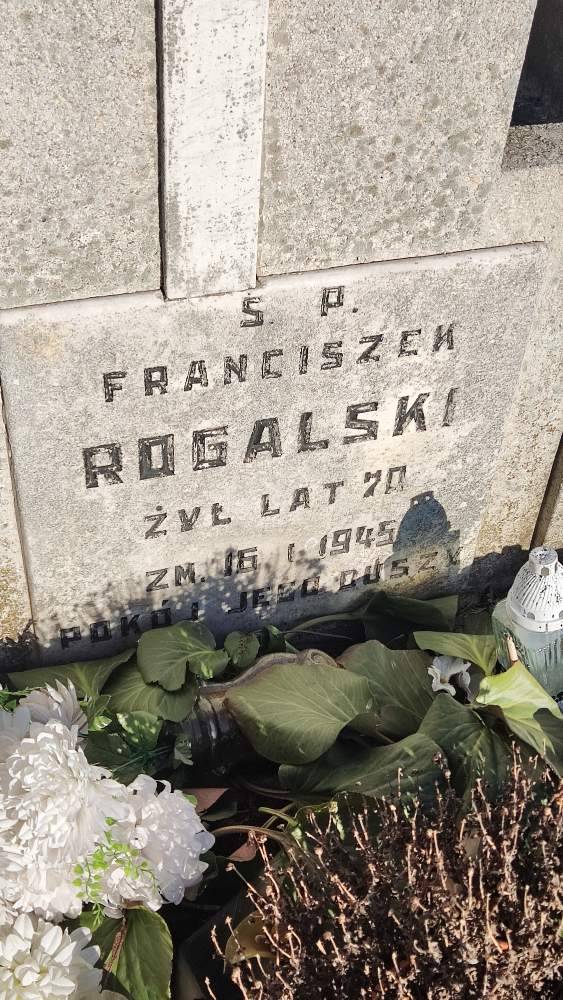 Ś. P.
FRANCISZEK
ROGALSKI
ŻYŁ LAT 70
ZM. 16 I 1945
POKÓJ JEGO DUSZY